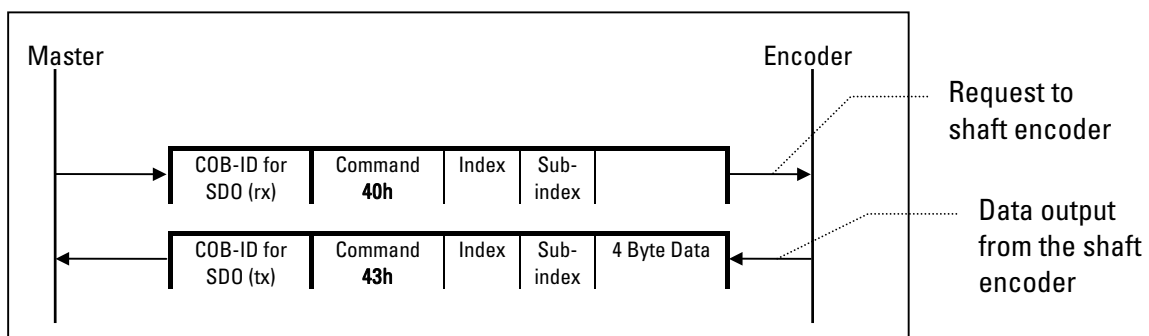 Master
Encoder
Request to
shaft encoder
COB-ID for
SDO (rx)
Command
40h
Index
Sub-
index
COB-ID for
SDO (tx)
Command
43h
Index
Sub-
index
4 Byte Data
Data output
from the shaft
encoder